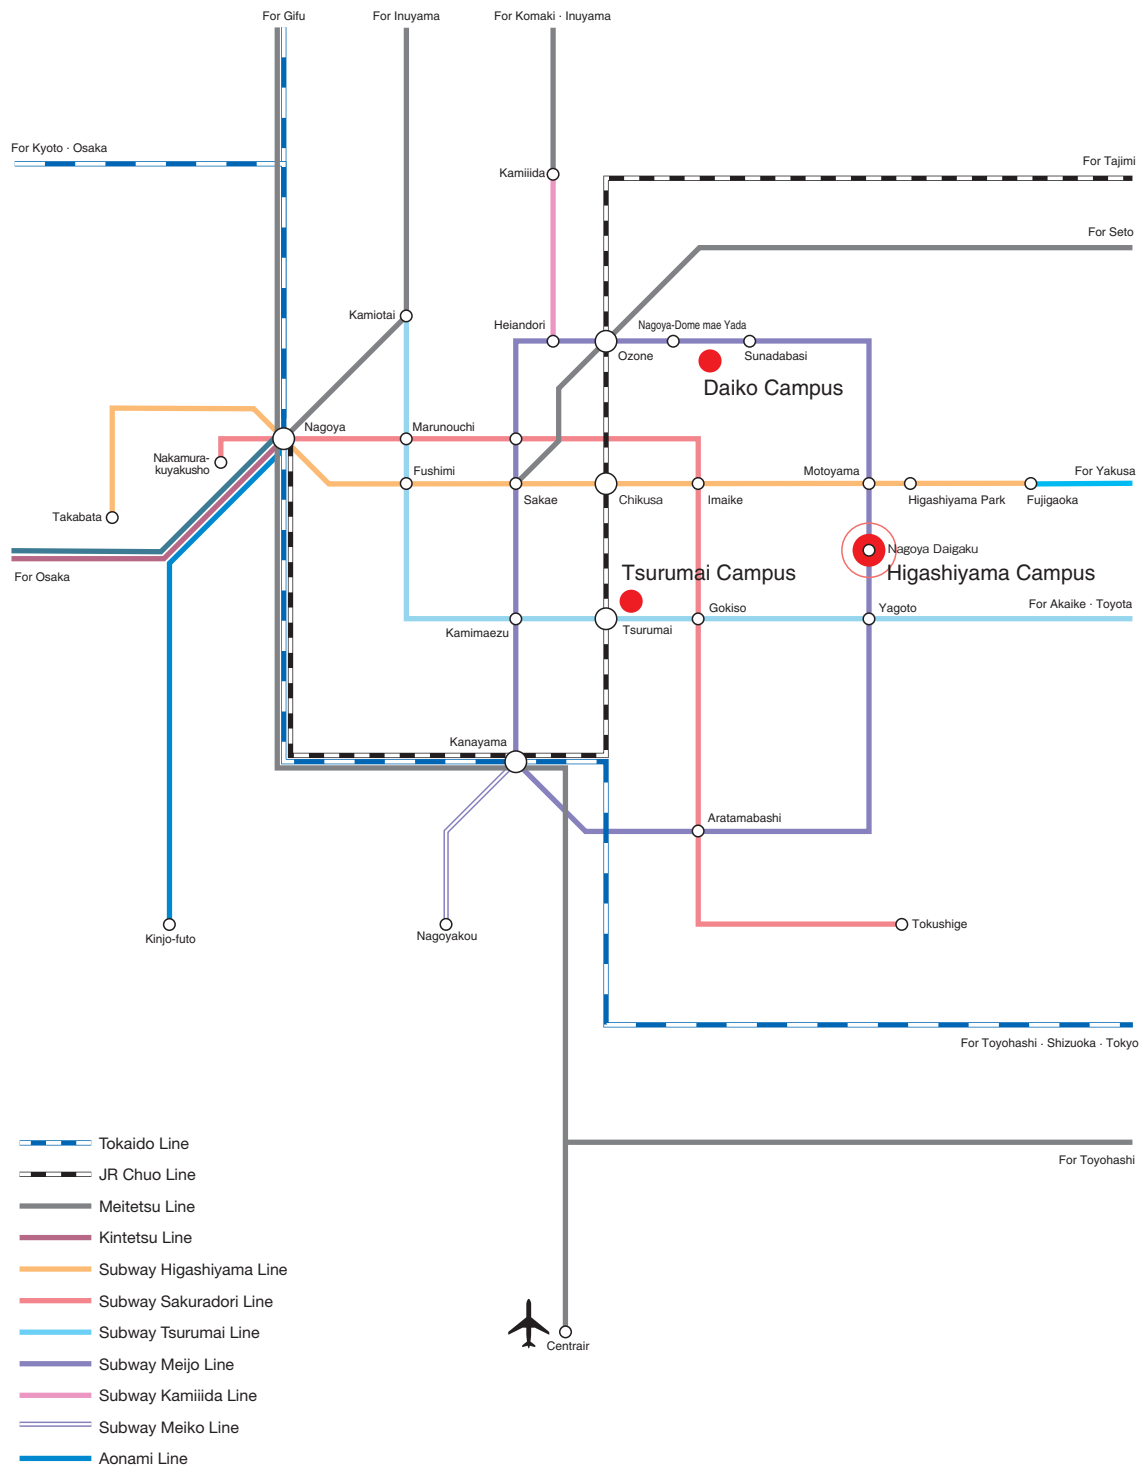 For Gifu
For Inuyama
For Komaki · Inuyama
For Kyoto · Osaka
For Tajimi
Kamiiida
For Seto
Kamiotai
Heiandori
Nagoya-Dome mae Yada
Ozone
Sunadabasi
Daiko Campus
Nagoya
Marunouchi
Nakamura-
kuyakusho
Fushimi
Motoyama
For Yakusa
Takabata
Sakae
Chikusa
Imaike
Higashiyama Park
Fujigaoka
Nagoya Daigaku
For Osaka
Tsurumai Campus
Higashiyama Campus
Gokiso
Yagoto
For Akaike · Toyota
Kamimaezu
Tsurumai
Kanayama
Aratamabashi
Kinjo-futo
Nagoyakou
Tokushige
For Toyohashi · Shizuoka · Tokyo
For Toyohashi
Centrair
Tokaido Line
JR Chuo Line
Meitetsu Line
Kintetsu Line
Subway Higashiyama Line
Subway Sakuradori Line
Subway Tsurumai Line
Subway Meijo Line
Subway Kamiiida Line
Subway Meiko Line
Aonami Line